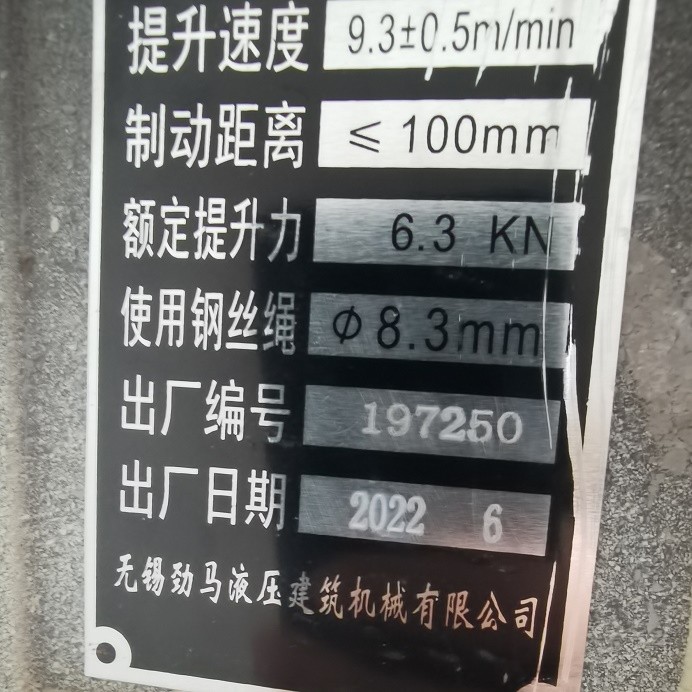 提升速度 9.3±0.5m/min
制动距离 ≤ 100mm
额定提升力 6.3 KN
使用钢丝绳 Φ8.3mm
出厂编号 197250
出厂日期 2022 6
无锡劲马液压建筑机械有限公司